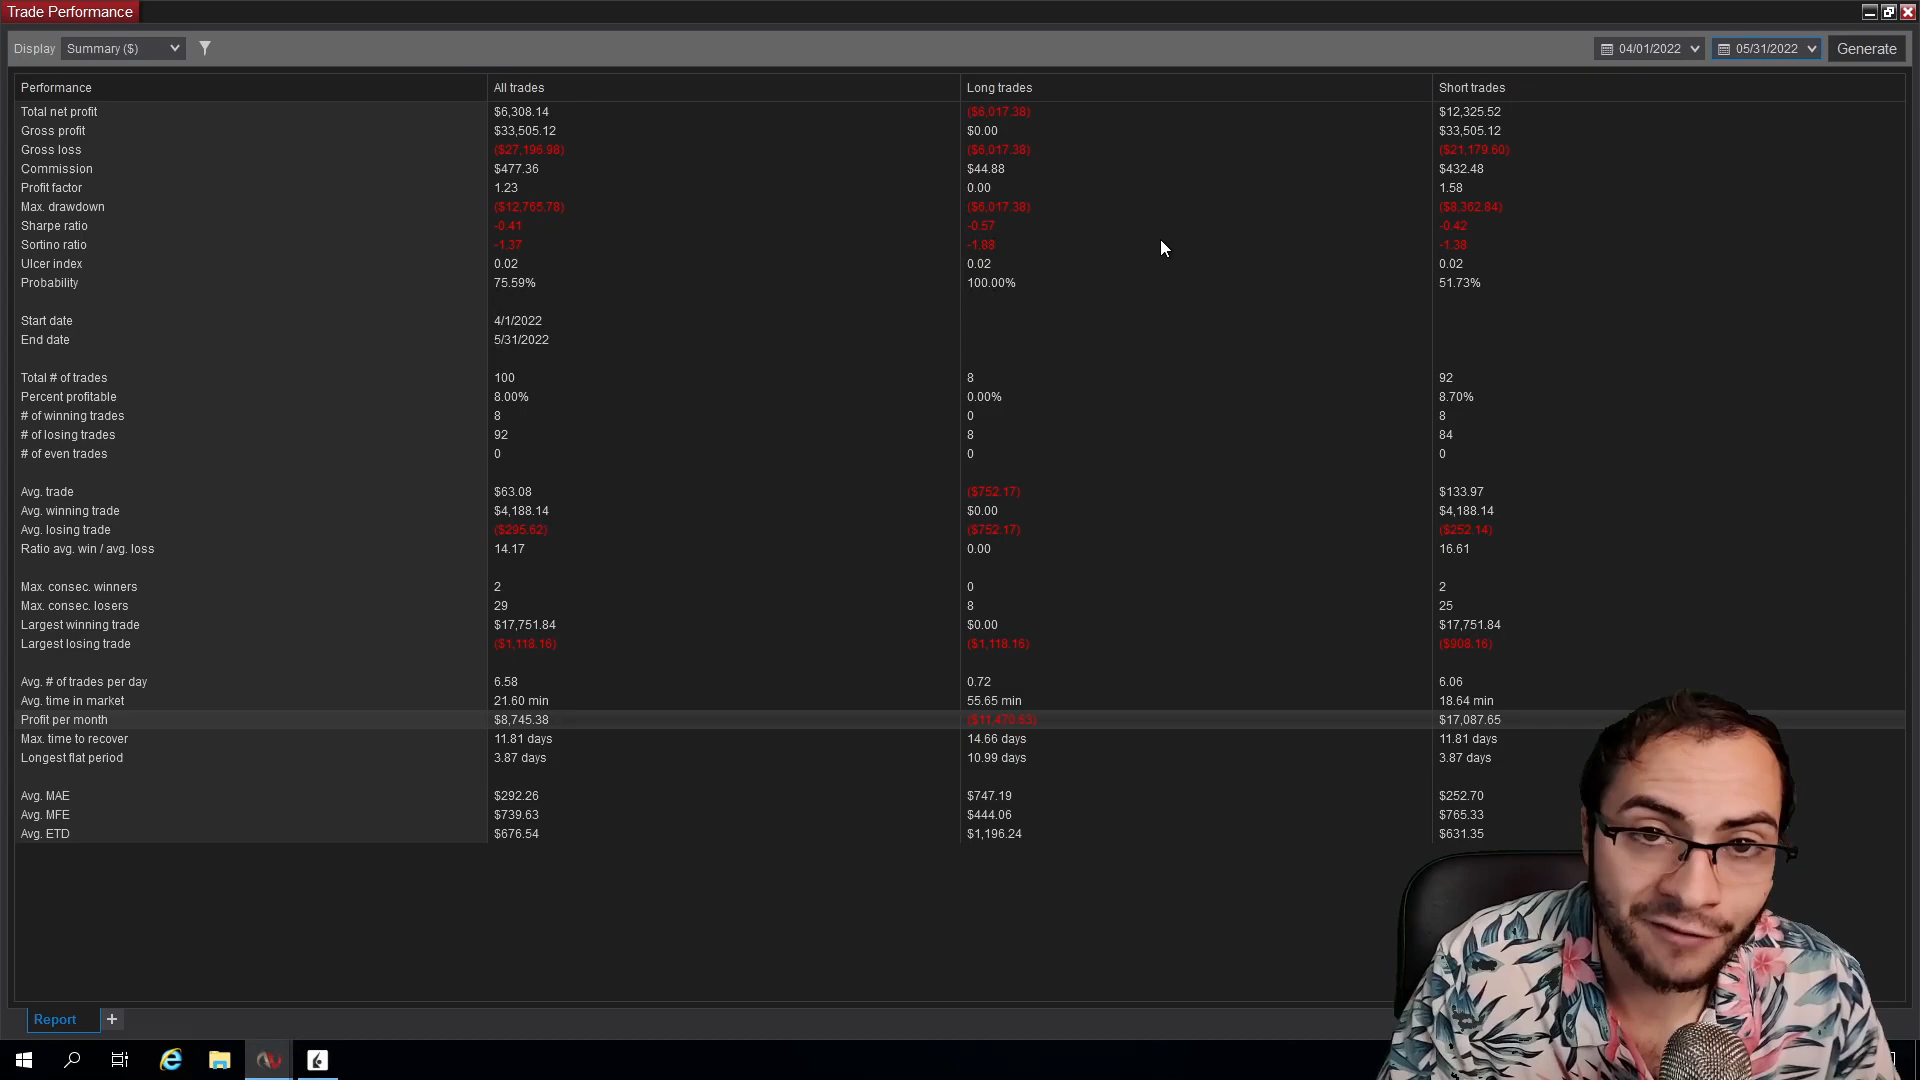 Trade Performance
Display Summary ($) 04/01/2022 05/31/2022 Generate
Performance All trades Long trades Short trades
Total net profit $6,308.14 ($6,017.38) $12,325.52
Gross profit $33,505.12 $0.00 $33,505.12
Gross loss ($27,196.98) ($6,017.38) ($21,179.60)
Commission $477.36 $44.88 $432.48
Profit factor 1.23 0.00 1.58
Max. drawdown ($12,765.78) ($6,017.38) ($8,362.84)
Sharpe ratio -0.41 -0.57 -0.42
Sortino ratio -1.37 -1.88 -1.38
Ulcer index 0.02 0.02 0.02
Probability 75.59% 100.00% 51.73%
Start date 4/1/2022
End date 5/31/2022
Total # of trades 100 8 92
Percent profitable 8.00% 0.00% 8.70%
# of winning trades 8 0 8
# of losing trades 92 8 84
# of even trades 0 0 0
Avg. trade $63.08 ($752.17) $133.97
Avg. winning trade $4,188.14 $0.00 $4,188.14
Avg. losing trade ($295.62) ($752.17) ($252.14)
Ratio avg. win / avg. loss 14.17 0.00 16.61
Max. consec. winners 2 0 2
Max. consec. losers 29 8 25
Largest winning trade $17,751.84 $0.00 $17,751.84
Largest losing trade ($1,118.16) ($1,118.16) ($908.16)
Avg. # of trades per day 6.58 0.72 6.06
Avg. time in market 21.60 min 55.65 min 18.64 min
Profit per month $8,745.38 $17,087.65
Max. time to recover 11.81 days 14.66 days 11.81 days
Longest flat period 3.87 days 10.99 days 3.87 days
Avg. MAE $292.26 $747.19 $252.70
Avg. MFE $739.63 $444.06 $765.33
Avg. ETD $676.54 $1,196.24 $631.35
Report +